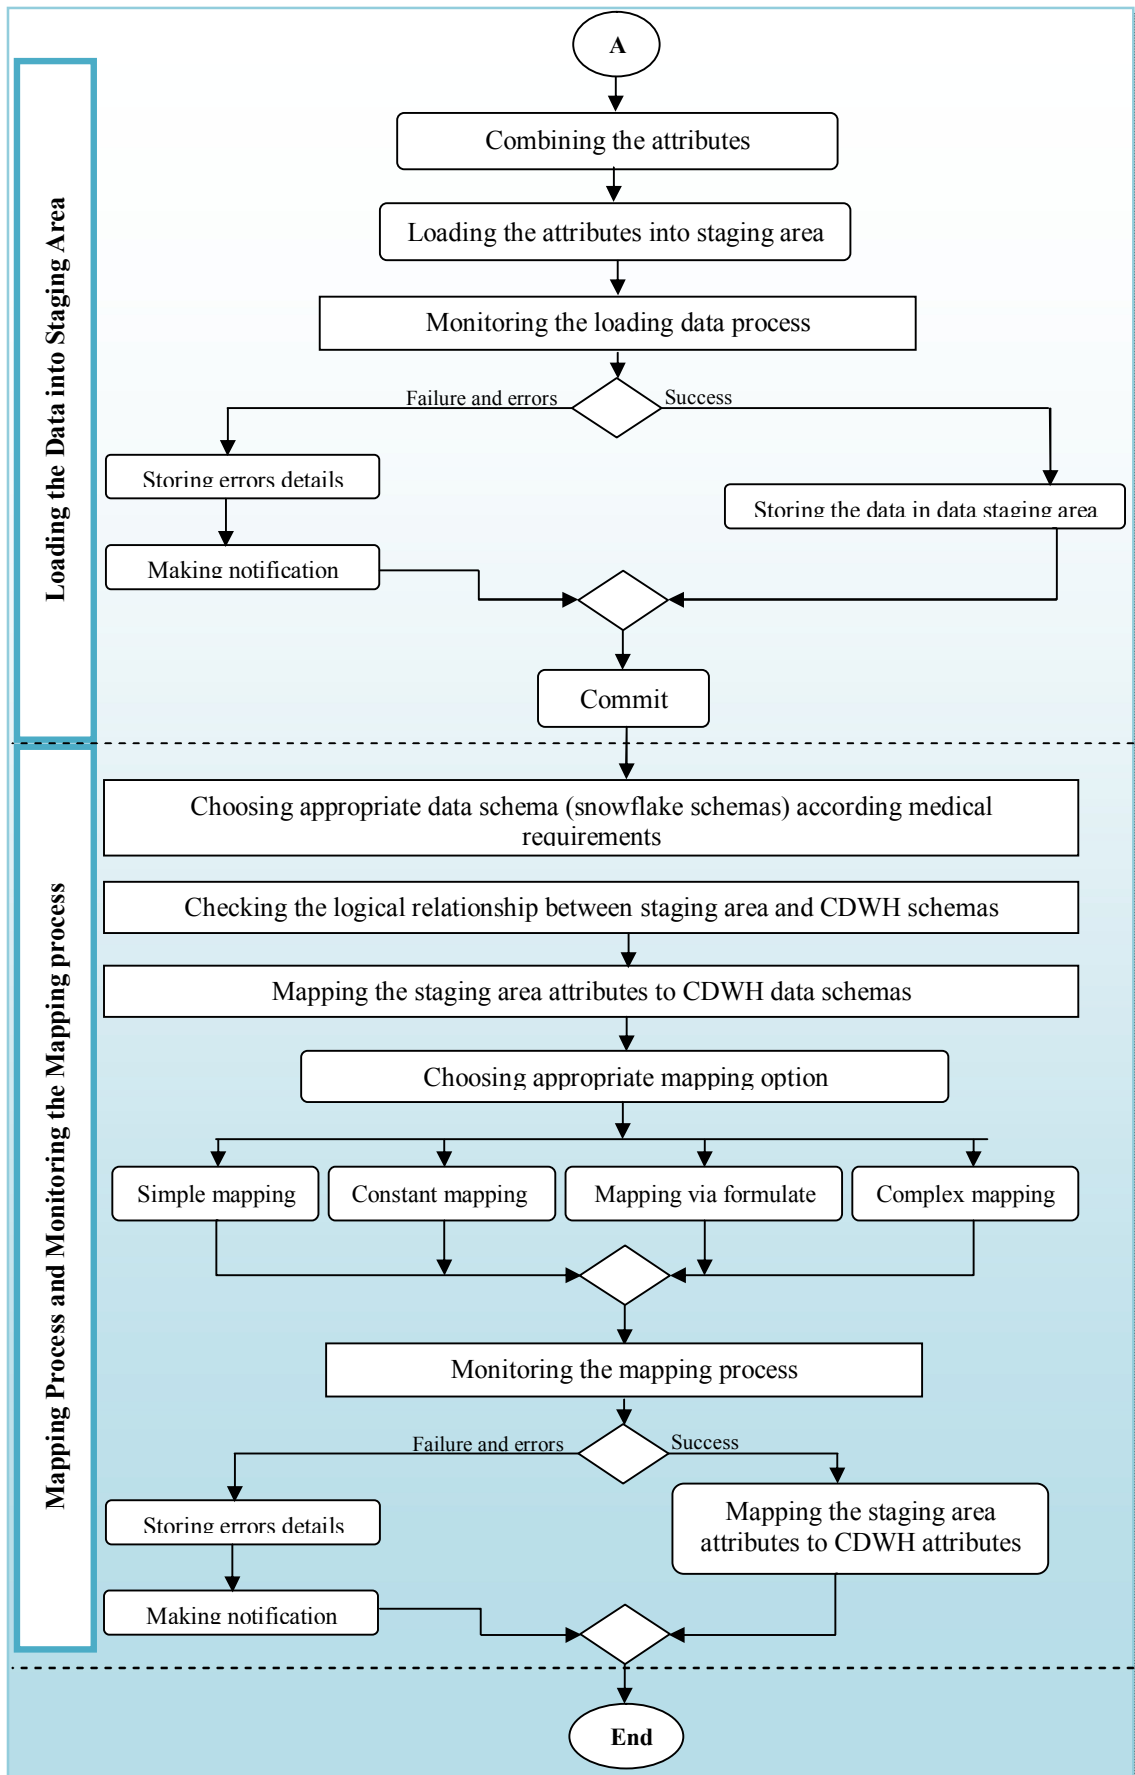 A
Loading the Data into Staging Area
Combining the attributes
Loading the attributes into staging area
Monitoring the loading data process
Failure and errors
Success
Storing errors details
Storing the data in data staging area
Making notification
Commit
Mapping Process and Monitoring the Mapping process
Choosing appropriate data schema (snowflake schemas) according medical
requirements
Checking the logical relationship between staging area and CDWH schemas
Mapping the staging area attributes to CDWH data schemas
Choosing appropriate mapping option
Simple mapping
Constant mapping
Mapping via formulate
Complex mapping
Monitoring the mapping process
Failure and errors
Success
Storing errors details
Mapping the staging area
attributes to CDWH attributes
Making notification
End